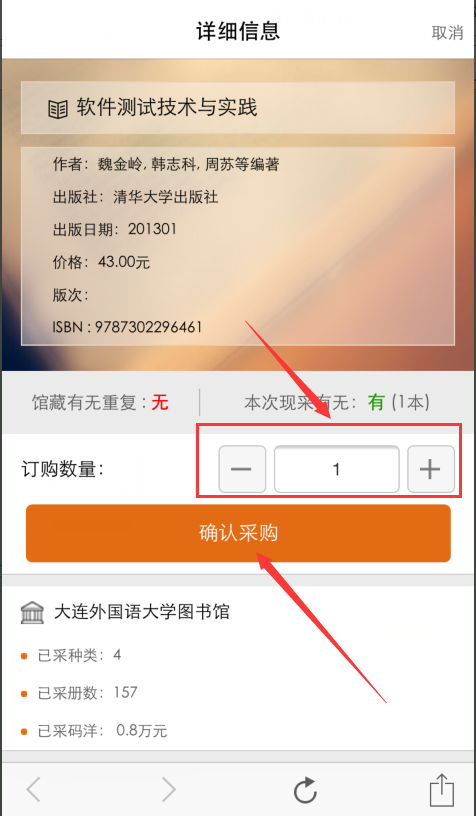 详细信息 取消
软件测试技术与实践
作者：魏金岭, 韩志科, 周苏等编著
出版社：清华大学出版社
出版日期：201301
价格：43.00元
版次：
ISBN : 9787302296461
馆藏有无重复 : 无 本次现采有无：有 (1本)
订购数量： 1
确认采购
大连外国语大学图书馆
已采种类：4
已采册数：157
已采码洋：0.8万元